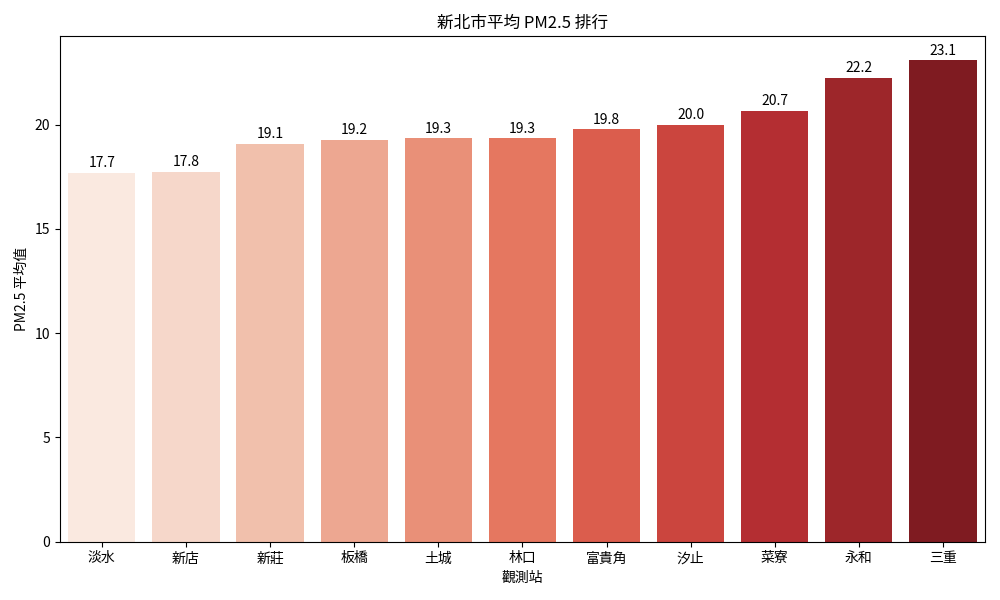 新北市平均 PM2.5 排行
PM2.5 平均值
20
15
10
5
0
17.7
17.8
19.1
19.2
19.3
19.3
19.8
20.0
20.7
22.2
23.1
淡水
新店
新莊
板橋
土城
林口
富貴角
汐止
菜寮
永和
三重
觀測站